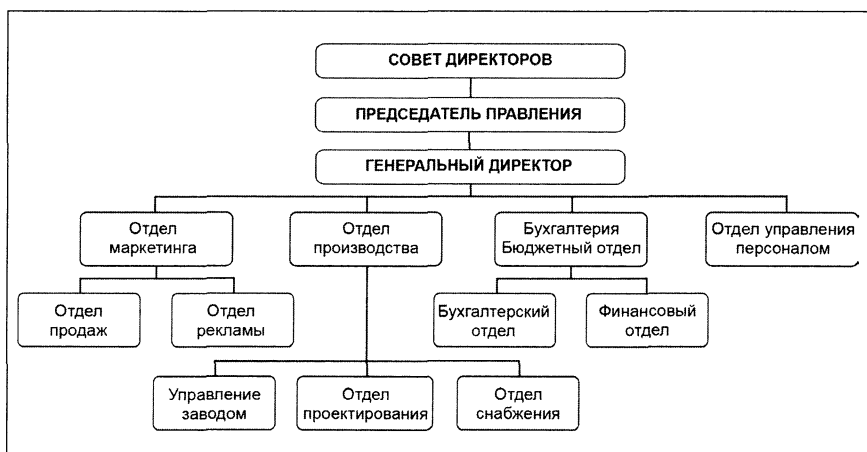 СОВЕТ ДИРЕКТОРОВ
ПРЕДСЕДАТЕЛЬ ПРАВЛЕНИЯ
ГЕНЕРАЛЬНЫЙ ДИРЕКТОР
Отдел
маркетинга
Отдел
производства
Бухгалтерия
Бюджетный отдел
Отдел управления
персоналом
Отдел
продаж
Отдел
рекламы
Бухгалтерский
отдел
Финансовый
отдел
Управление
заводом
Отдел
проектирования
Отдел
снабжения